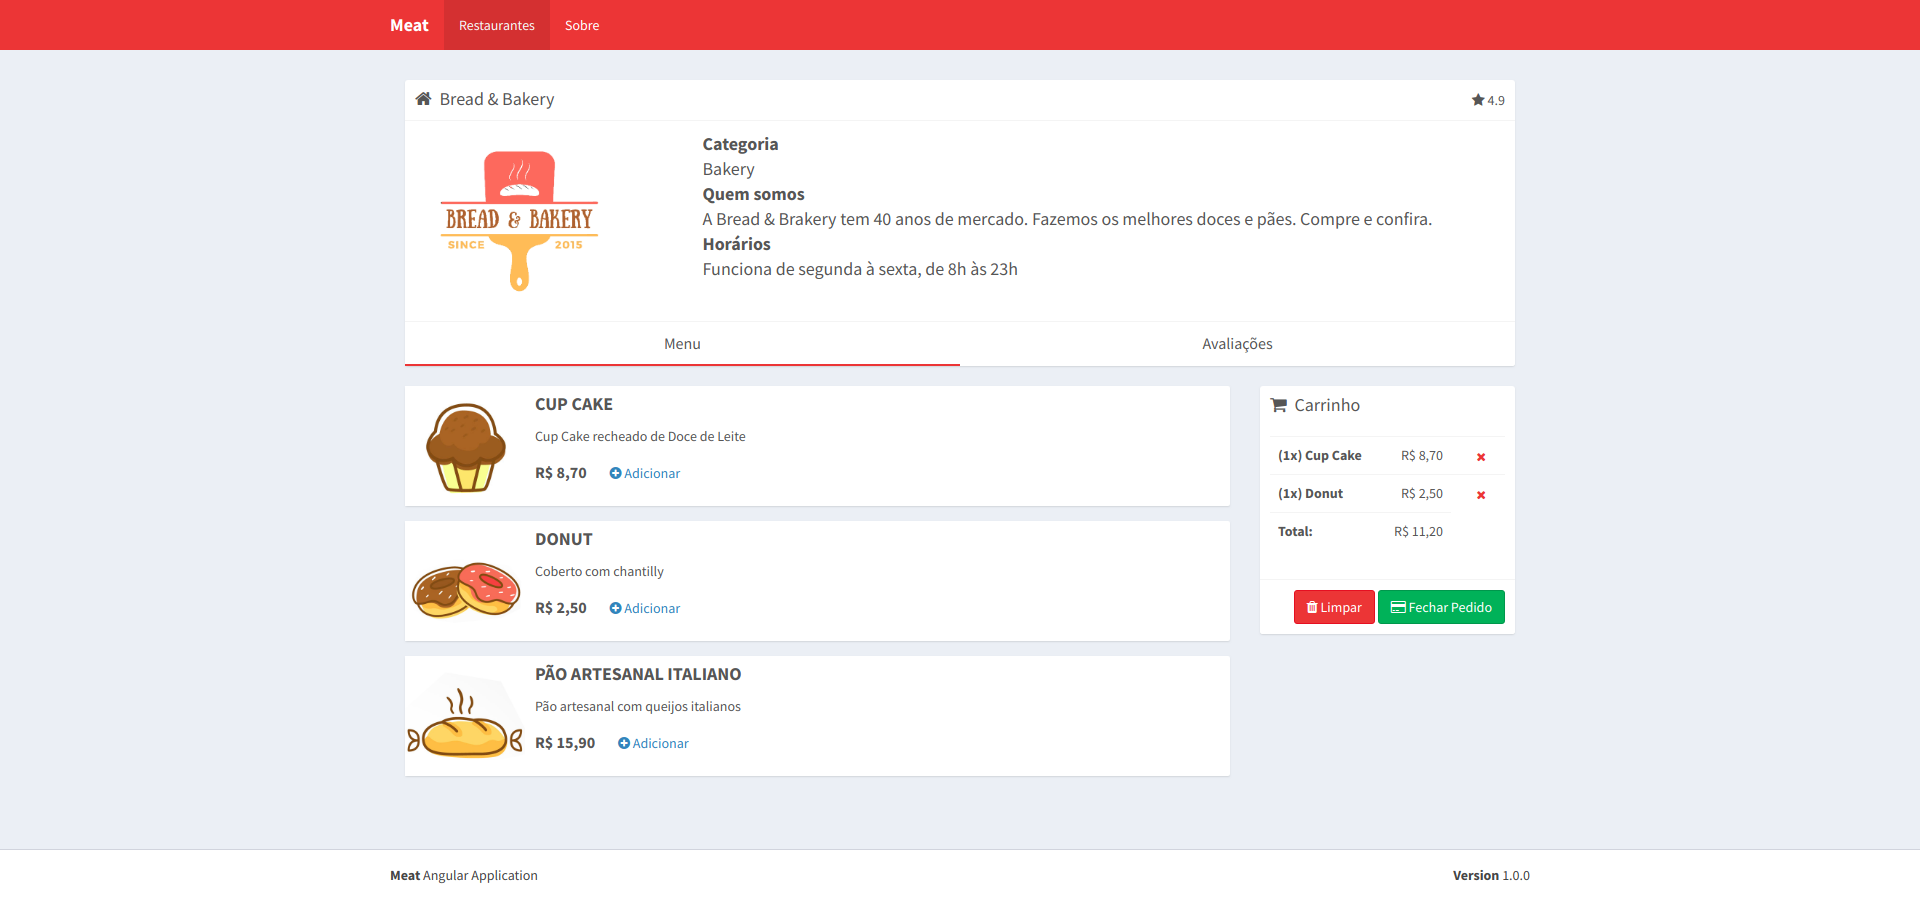 Meat Restaurantes Sobre
Bread & Bakery 4.9
BREAD & BAKERY
SINCE 2015
Categoria
Bakery
Quem somos
A Bread & Brakery tem 40 anos de mercado. Fazemos os melhores doces e pães. Compre e confira.
Horários
Funciona de segunda à sexta, de 8h às 23h
Menu Avaliações
CUP CAKE
Cup Cake recheado de Doce de Leite
R$ 8,70 Adicionar
DONUT
Coberto com chantilly
R$ 2,50 Adicionar
PÃO ARTESANAL ITALIANO
Pão artesanal com queijos italianos
R$ 15,90 Adicionar
Carrinho
(1x) Cup Cake R$ 8,70
(1x) Donut R$ 2,50
Total: R$ 11,20
Limpar Fechar Pedido
Meat Angular Application Version 1.0.0